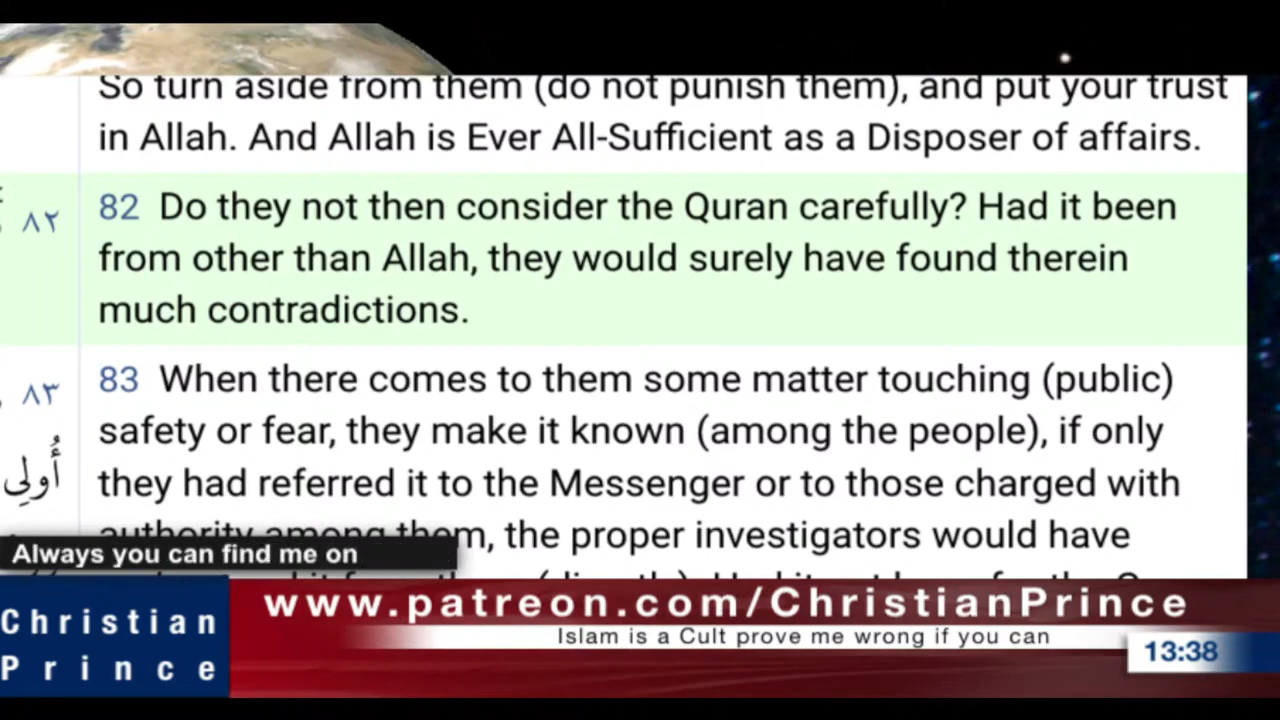 So turn aside from them (do not punish them), and put your trust
in Allah. And Allah is Ever All-Sufficient as a Disposer of affairs.
٨٢
82 Do they not then consider the Quran carefully? Had it been
from other than Allah, they would surely have found therein
much contradictions.
٨٣
83 When there comes to them some matter touching (public)
safety or fear, they make it known (among the people), if only
أُولِي
they had referred it to the Messenger or to those charged with
authority among them, the proper investigators would have
Always you can find me on
Christian
Prince
www.patreon.com/ChristianPrince
Islam is a Cult prove me wrong if you can
13:38